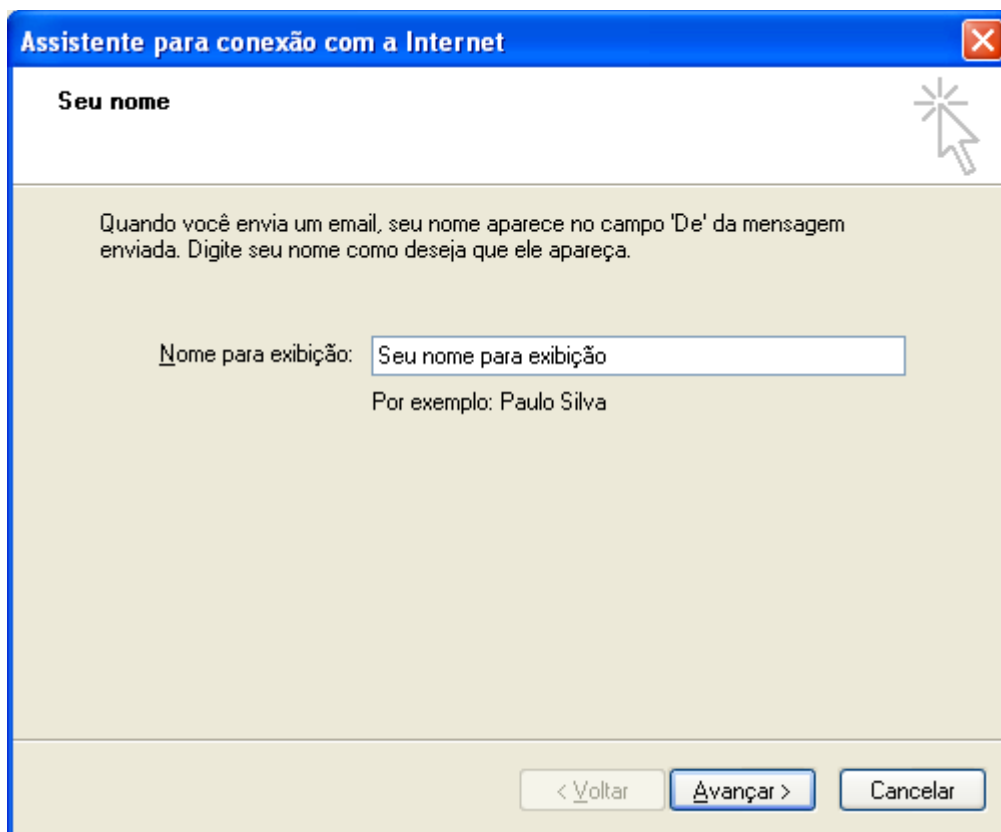 Assistente para conexão com a Internet
Seu nome
Quando você envia um email, seu nome aparece no campo 'De' da mensagem
enviada. Digite seu nome como deseja que ele apareça.
Nome para exibição: Seu nome para exibição
Por exemplo: Paulo Silva
< Voltar Avançar > Cancelar